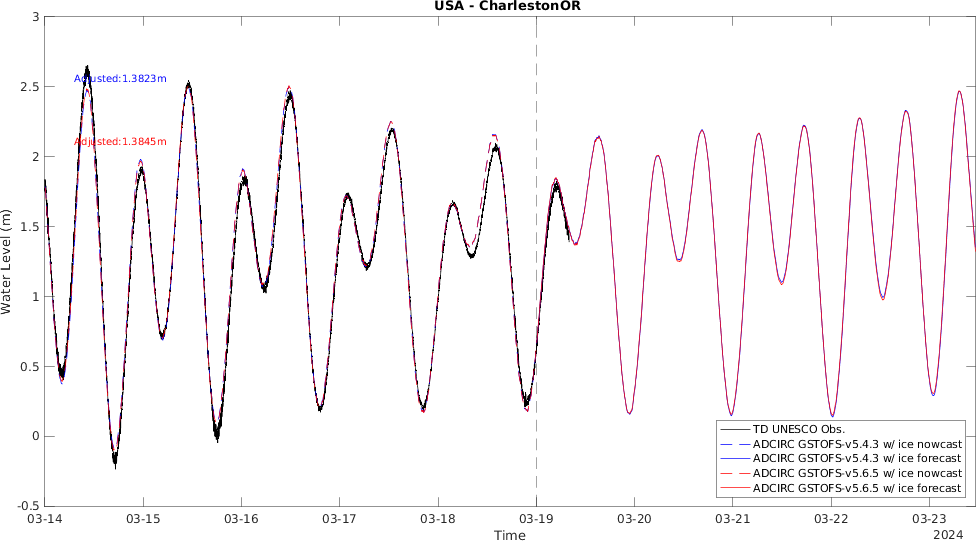 USA - CharlestonOR
3
2.5
2
1.5
1
0.5
0
-0.5
Water Level (m)
Adjusted:1.3823m
Adjusted:1.3845m
TD UNESCO Obs.
ADCIRC GSTOFS-v5.4.3 w/ ice nowcast
ADCIRC GSTOFS-v5.4.3 w/ ice forecast
ADCIRC GSTOFS-v5.6.5 w/ ice nowcast
ADCIRC GSTOFS-v5.6.5 w/ ice forecast
03-14 03-15 03-16 03-17 03-18 03-19 03-20 03-21 03-22 03-23
Time
2024